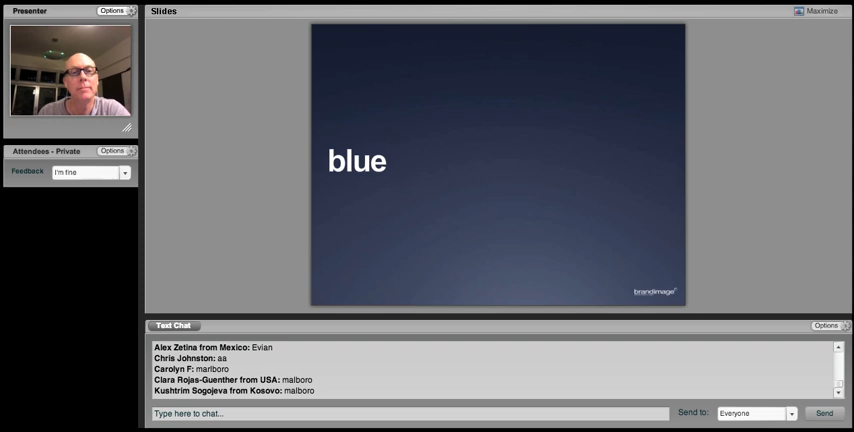 Presenter
Options
Slides
Maximize
blue
brandimage
Attendees - Private
Options
Feedback
I'm fine
Text Chat
Options
Alex Zetina from Mexico: Evian
Chris Johnston: aa
Carolyn F: marlboro
Clara Rojas-Guenther from USA: malboro
Kushtrim Sogojeva from Kosovo: malboro
Type here to chat...
Send to:
Everyone
Send